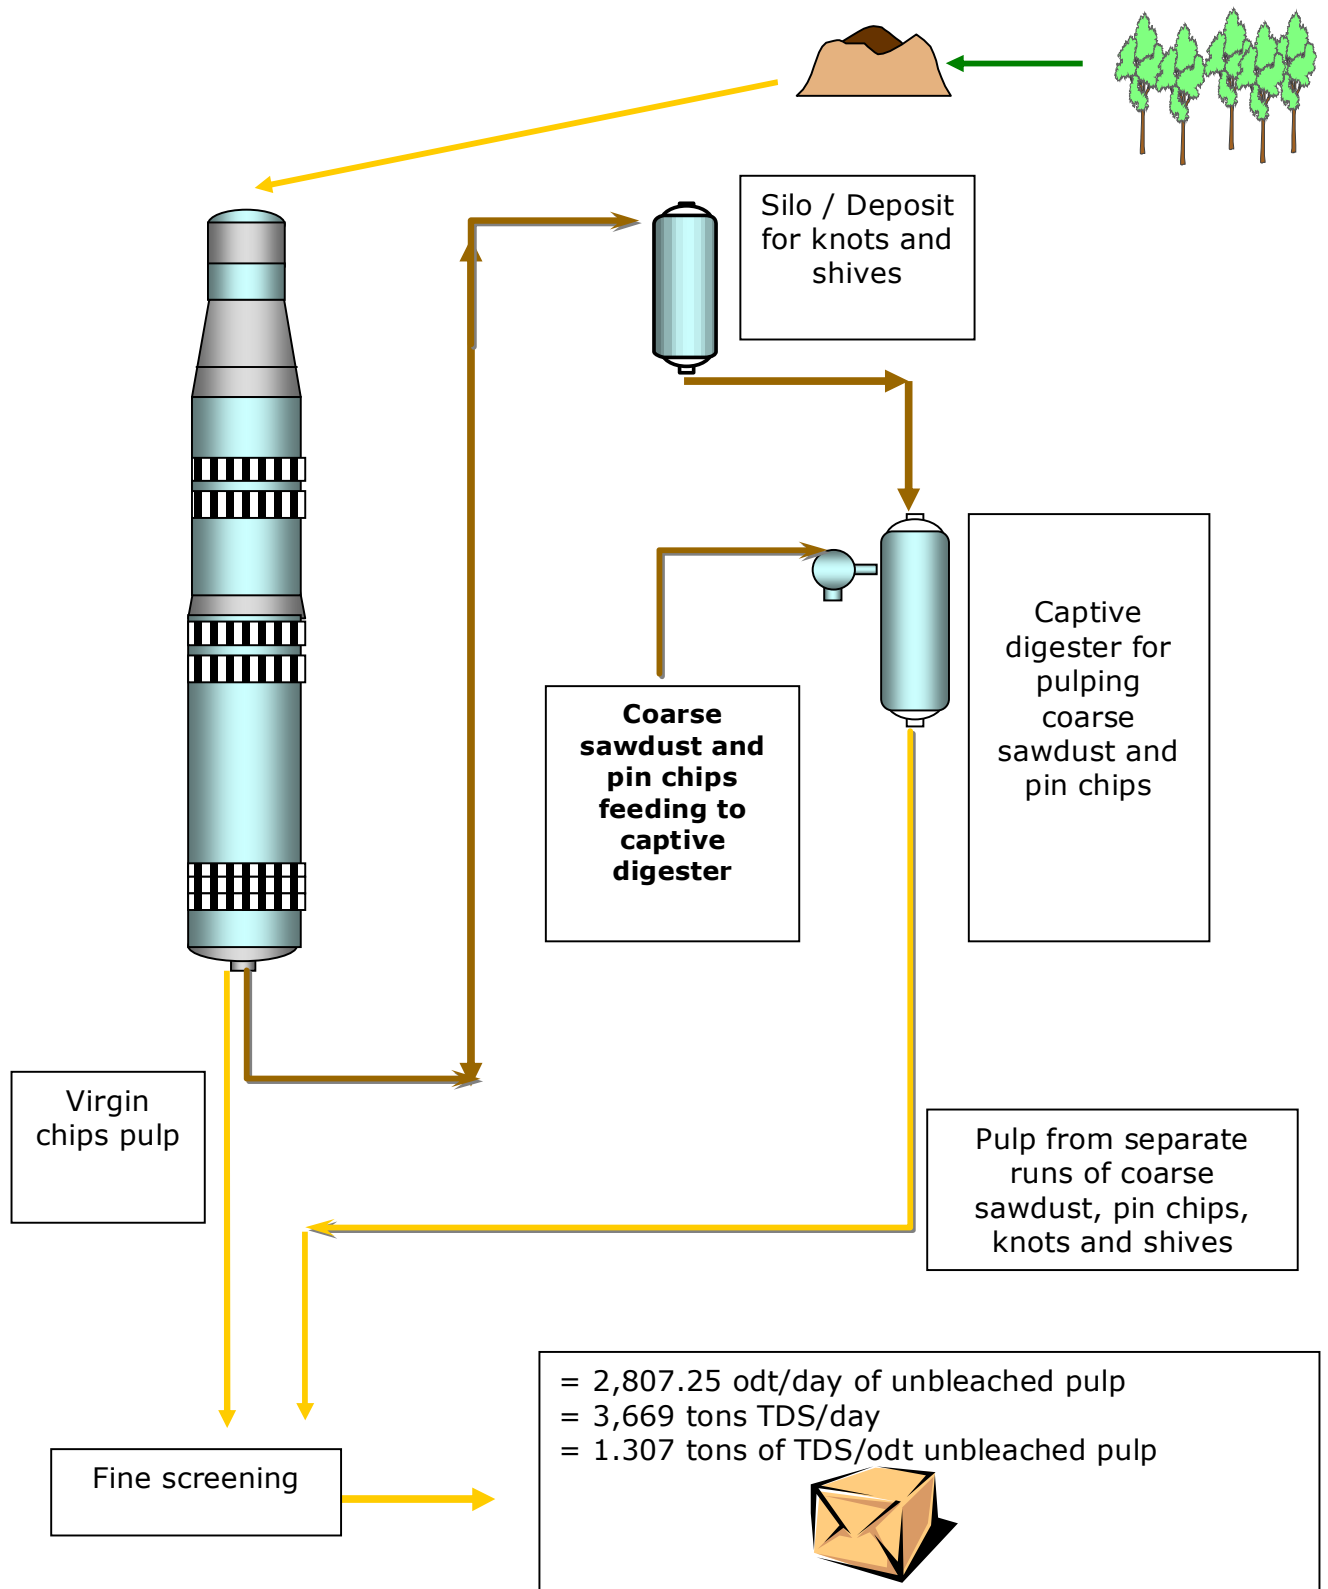 Silo / Deposit
for knots and
shives
Captive
digester for
pulping
coarse
sawdust and
pin chips
Coarse
sawdust and
pin chips
feeding to
captive
digester
Virgin
chips pulp
Pulp from separate
runs of coarse
sawdust, pin chips,
knots and shives
= 2,807.25 odt/day of unbleached pulp
= 3,669 tons TDS/day
= 1.307 tons of TDS/odt unbleached pulp
Fine screening